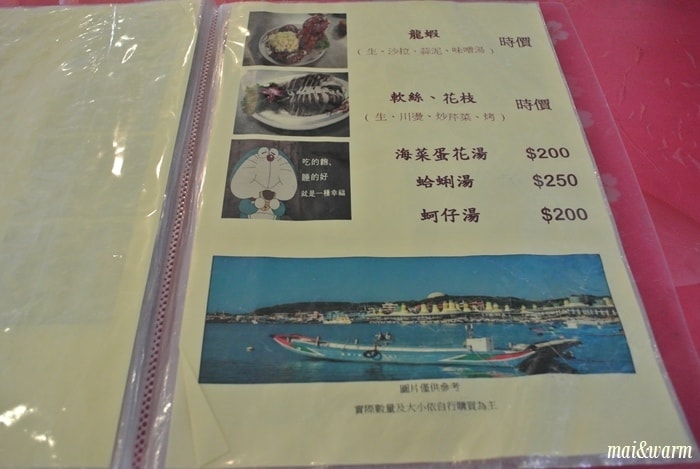 龍蝦 時價
( 生、沙拉、蒜泥、味噌湯 )
軟絲、花枝 時價
( 生、川燙、炒芹菜、烤 )
吃的飽,
睡的好
就是一種幸福
海菜蛋花湯 $200
蛤蜊湯 $250
蚵仔湯 $200
圖片僅供參考
實際數量及大小依自行購買為主
mai&warm